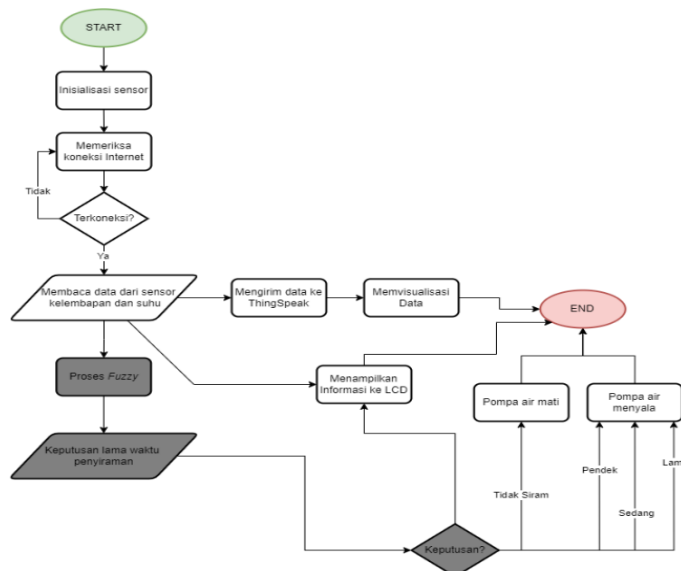 START
Inisialisasi sensor
Memeriksa
koneksi Internet
Tidak
Terkoneksi?
Ya
Membaca data dari sensor
kelembapan dan suhu
Mengirim data ke
ThingSpeak
Memvisualisasi
Data
END
Proses Fuzzy
Menampilkan
Informasi ke LCD
Pompa air mati
Pompa air
menyala
Keputusan lama waktu
penyiraman
Tidak Siram
Pendek
Sedang
Lam
Keputusan?